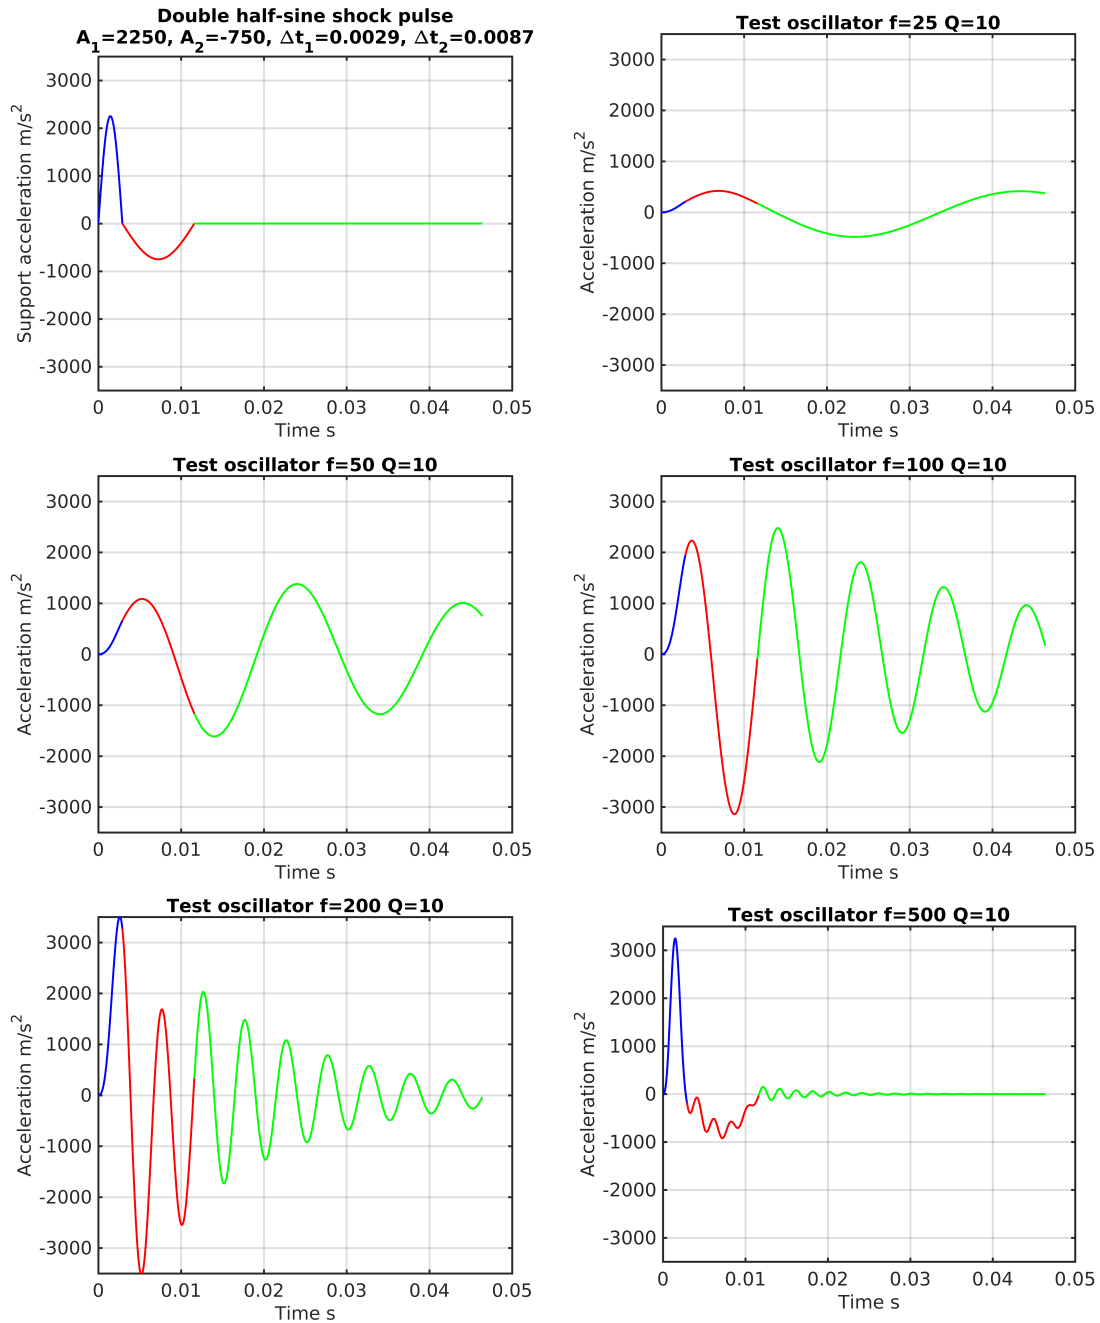 Double half-sine shock pulse
A₁=2250, A₂=-750, Δt₁=0.0029, Δt₂=0.0087
Support acceleration m/s²
3000
2000
1000
0
-1000
-2000
-3000
0 0.01 0.02 0.03 0.04 0.05
Time s
Test oscillator f=25 Q=10
Acceleration m/s²
3000
2000
1000
0
-1000
-2000
-3000
0 0.01 0.02 0.03 0.04 0.05
Time s
Test oscillator f=50 Q=10
Acceleration m/s²
3000
2000
1000
0
-1000
-2000
-3000
0 0.01 0.02 0.03 0.04 0.05
Time s
Test oscillator f=100 Q=10
Acceleration m/s²
3000
2000
1000
0
-1000
-2000
-3000
0 0.01 0.02 0.03 0.04 0.05
Time s
Test oscillator f=200 Q=10
Acceleration m/s²
3000
2000
1000
0
-1000
-2000
-3000
0 0.01 0.02 0.03 0.04 0.05
Time s
Test oscillator f=500 Q=10
Acceleration m/s²
3000
2000
1000
0
-1000
-2000
-3000
0 0.01 0.02 0.03 0.04 0.05
Time s